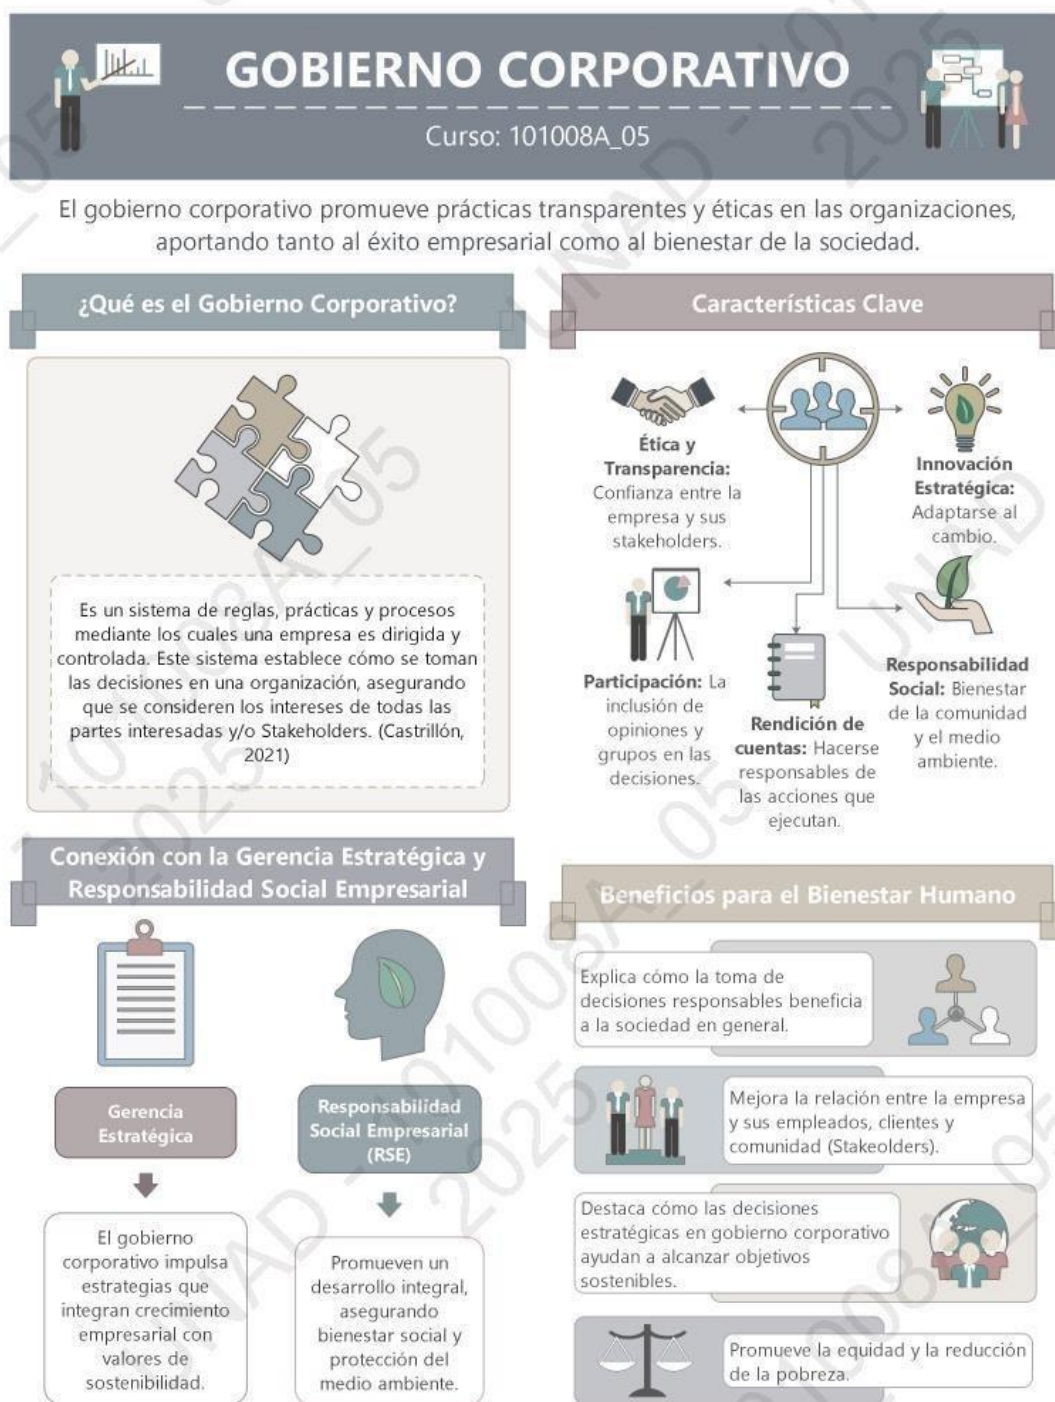 GOBIERNO CORPORATIVO
Curso: 101008A_05
El gobierno corporativo promueve prácticas transparentes y éticas en las organizaciones,
aportando tanto al éxito empresarial como al bienestar de la sociedad.
¿Qué es el Gobierno Corporativo?
Es un sistema de reglas, prácticas y procesos
mediante los cuales una empresa es dirigida y
controlada. Este sistema establece cómo se toman
las decisiones en una organización, asegurando
que se consideren los intereses de todas las
partes interesadas y/o Stakeholders. (Castrillón,
2021)
Características Clave
Ética y
Transparencia:
Confianza entre la
empresa y sus
stakeholders.
Innovación
Estratégica:
Adaptarse al
cambio.
Participación: La
inclusión de
opiniones y
grupos en las
decisiones.
Rendición de
cuentas: Hacerse
responsables de
las acciones que
ejecutan.
Responsabilidad
Social: Bienestar
de la comunidad
y el medio
ambiente.
Conexión con la Gerencia Estratégica y
Responsabilidad Social Empresarial
Gerencia
Estratégica
El gobierno
corporativo impulsa
estrategias que
integran crecimiento
empresarial con
valores de
sostenibilidad.
Responsabilidad
Social Empresarial
(RSE)
Promueven un
desarrollo integral,
asegurando
bienestar social y
protección del
medio ambiente.
Beneficios para el Bienestar Humano
Explica cómo la toma de
decisiones responsables beneficia
a la sociedad en general.
Mejora la relación entre la empresa
y sus empleados, clientes y
comunidad (Stakeolders).
Destaca cómo las decisiones
estratégicas en gobierno corporativo
ayudan a alcanzar objetivos
sostenibles.
Promueve la equidad y la reducción
de la pobreza.
UNAD - 101008A_05
2025